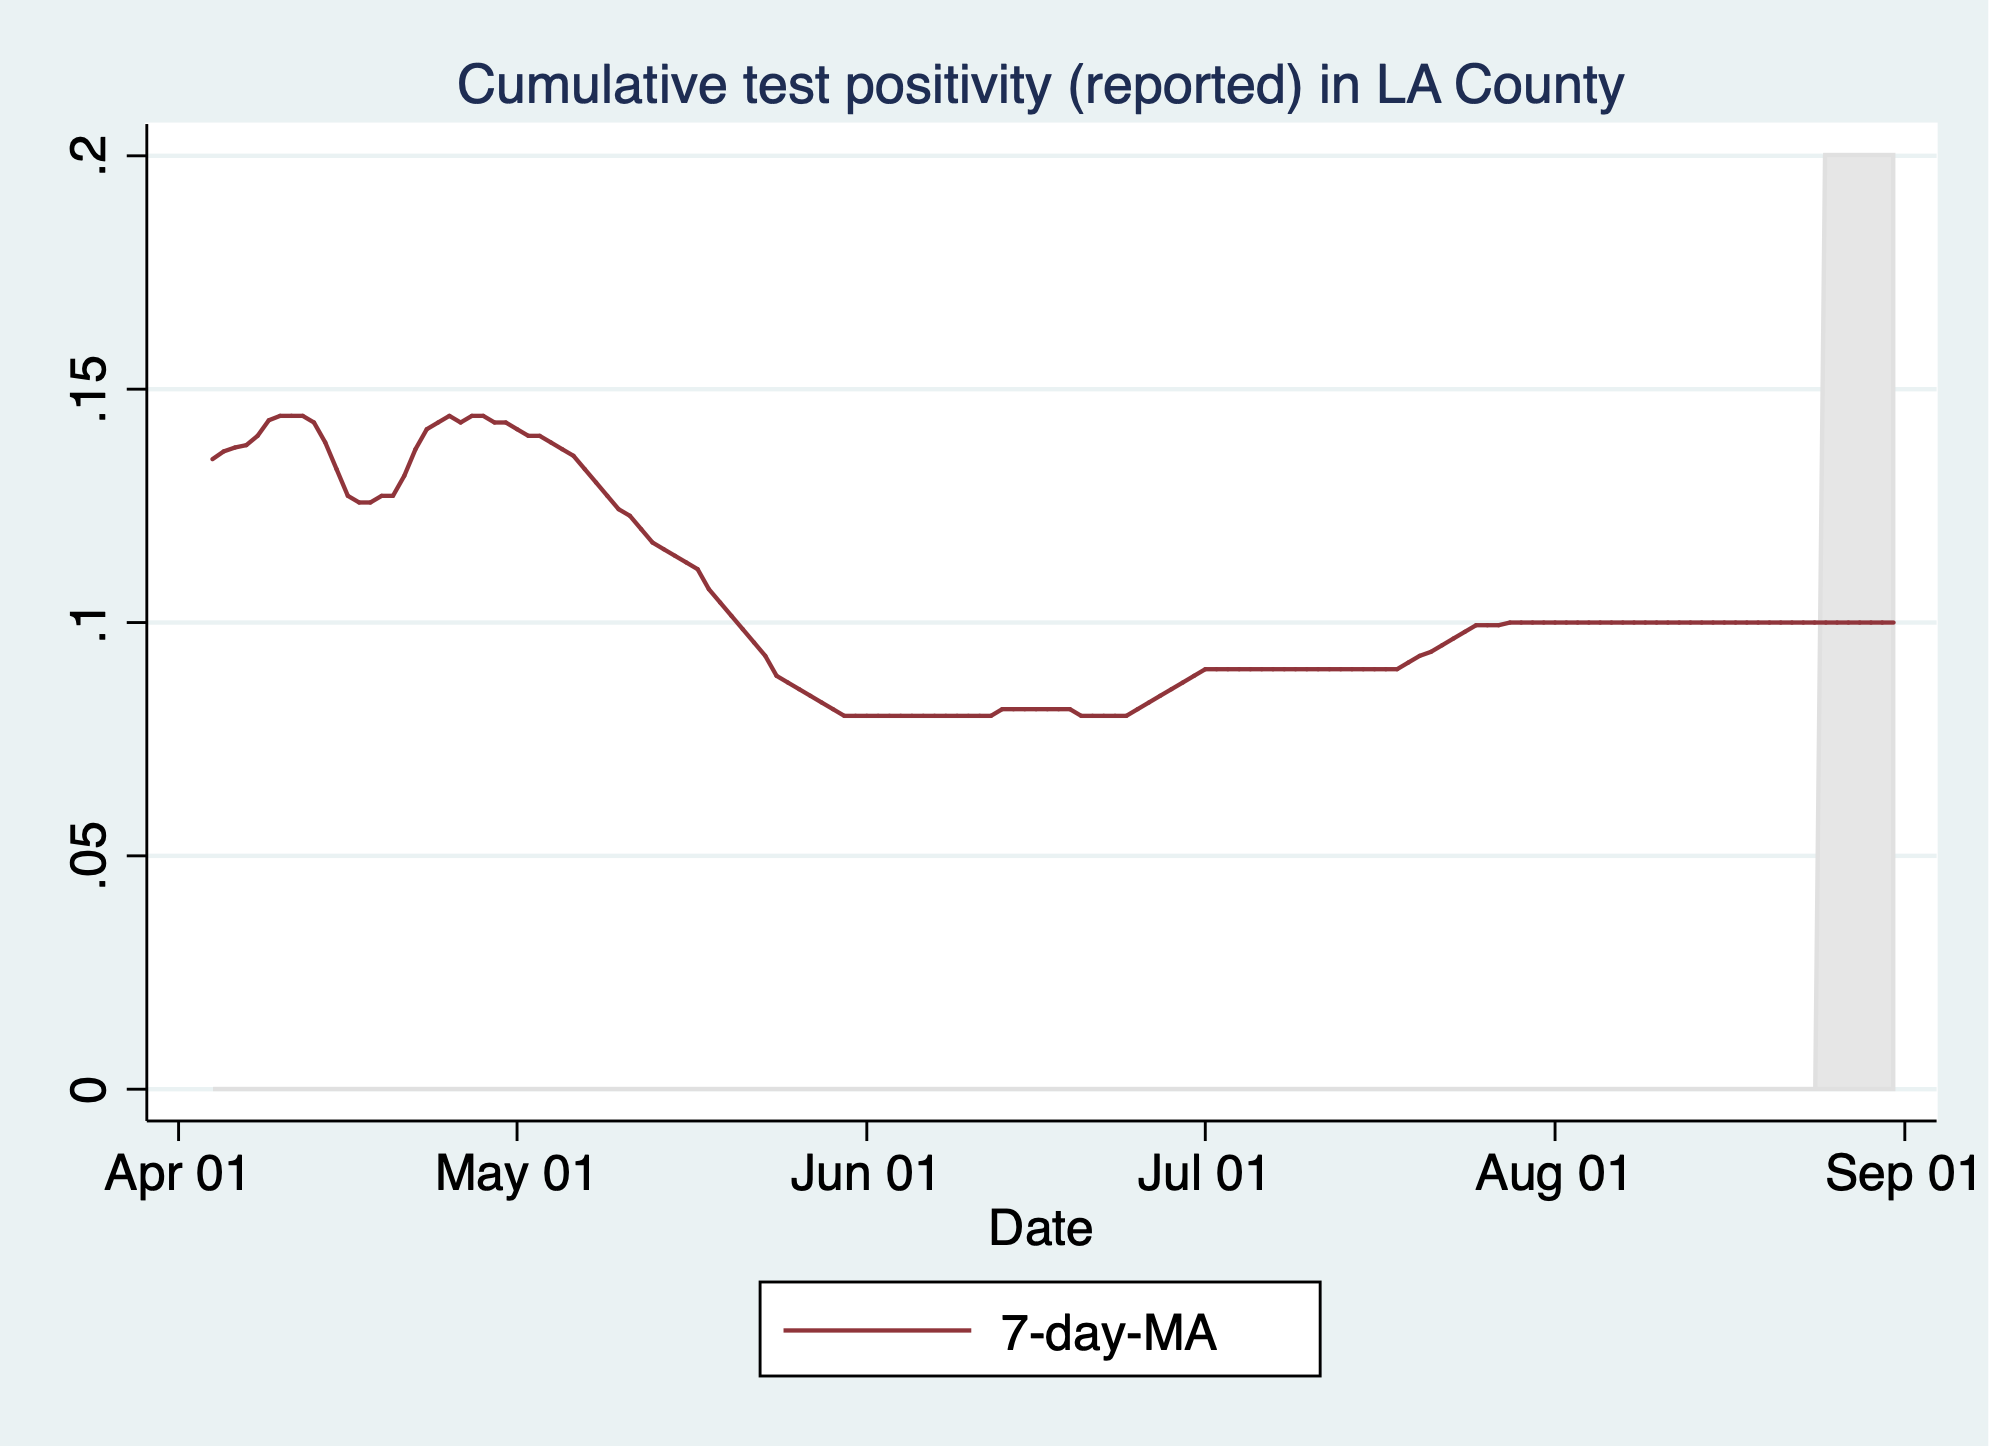 Cumulative test positivity (reported) in LA County
.2
.15
.1
.05
0
Apr 01 May 01 Jun 01 Jul 01 Aug 01 Sep 01
Date
7-day-MA